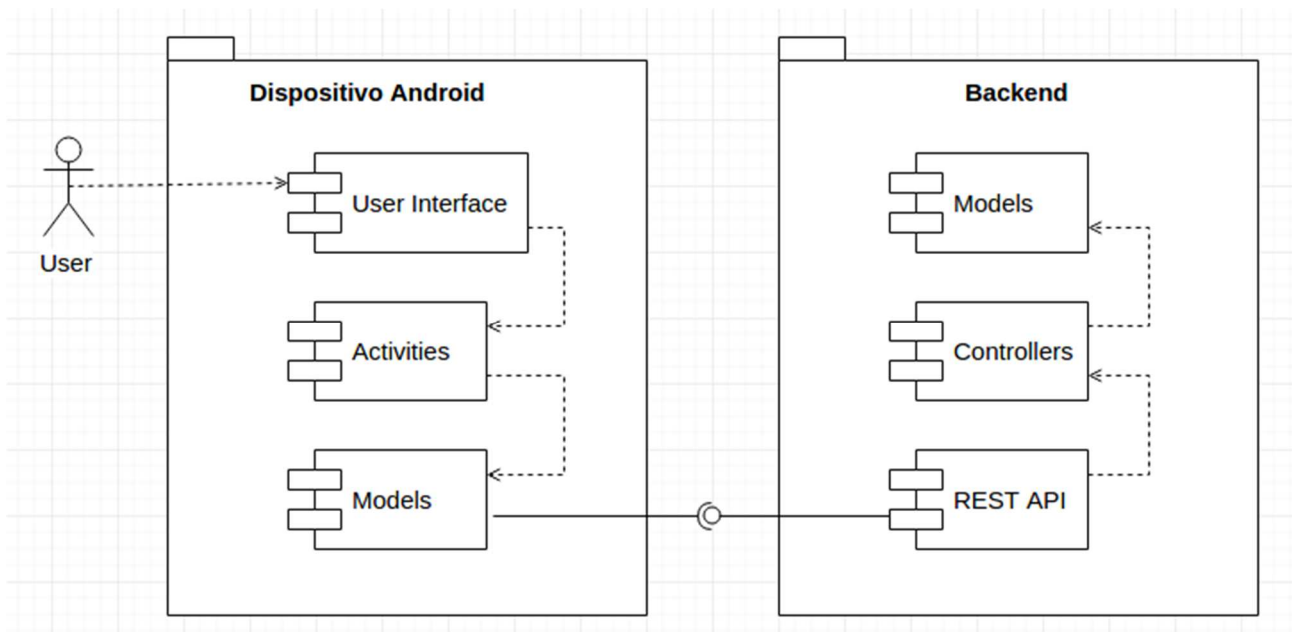 Dispositivo Android
User Interface
User
Activities
Models
Backend
Models
Controllers
REST API